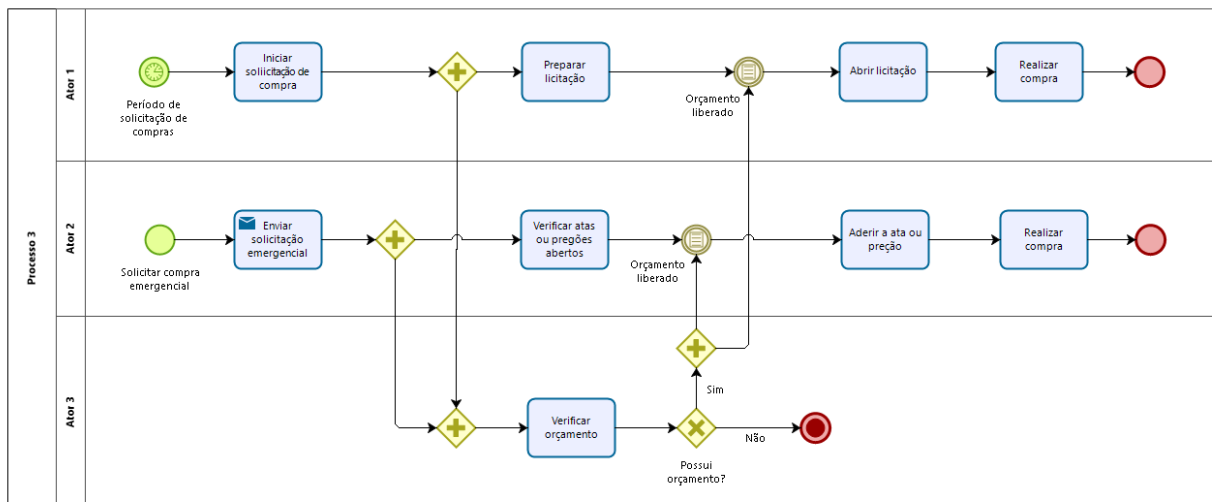 Processo 3
Ator 1
Período de
solicitação de
compras
Iniciar
soliicitação de
compra
Preparar
licitação
Orçamento
liberado
Abrir licitação
Realizar
compra
Ator 2
Solicitar compra
emergencial
Enviar
solicitação
emergencial
Verificar atas
ou pregões
abertos
Orçamento
liberado
Aderir a ata ou
preção
Realizar
compra
Ator 3
Verificar
orçamento
Possui
orçamento?
Sim
Não